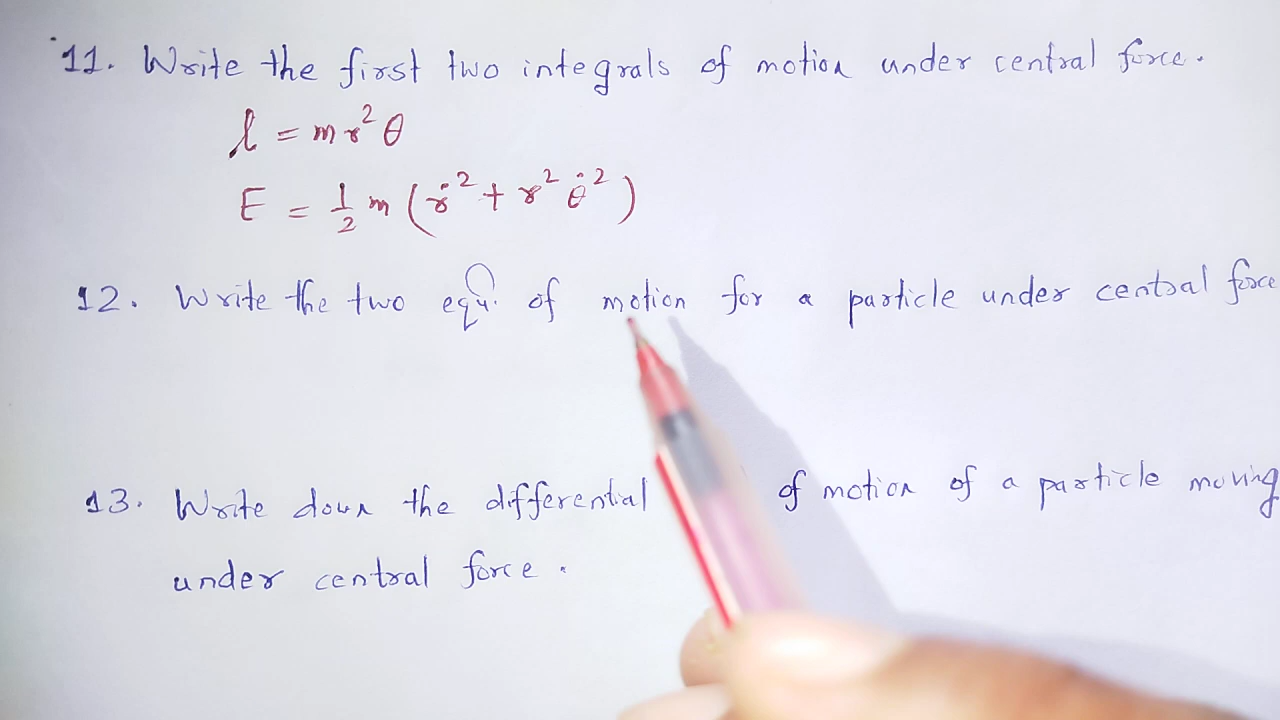 11. Write the first two integrals of motion under central force.
l = mr²θ
E = 1/2 m (ṙ² + r² θ̇²)
12. Write the two equ. of motion for a particle under central force
13. Write down the differential of motion of a particle moving
under central force.